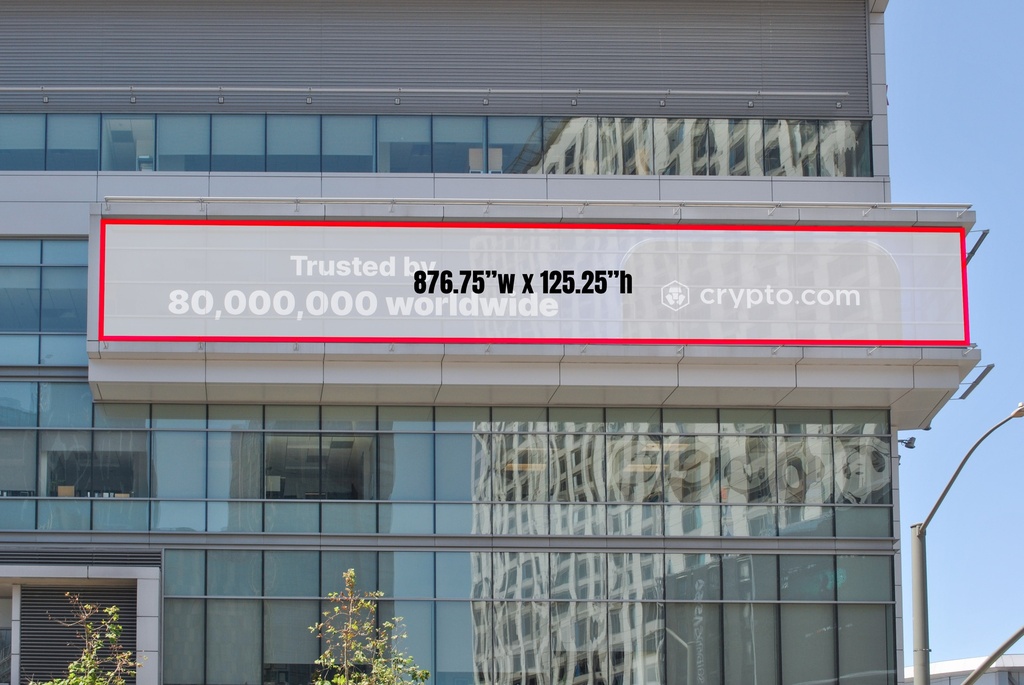 Trusted by
80,000,000 worldwide
876.75”w x 125.25”h
crypto.com